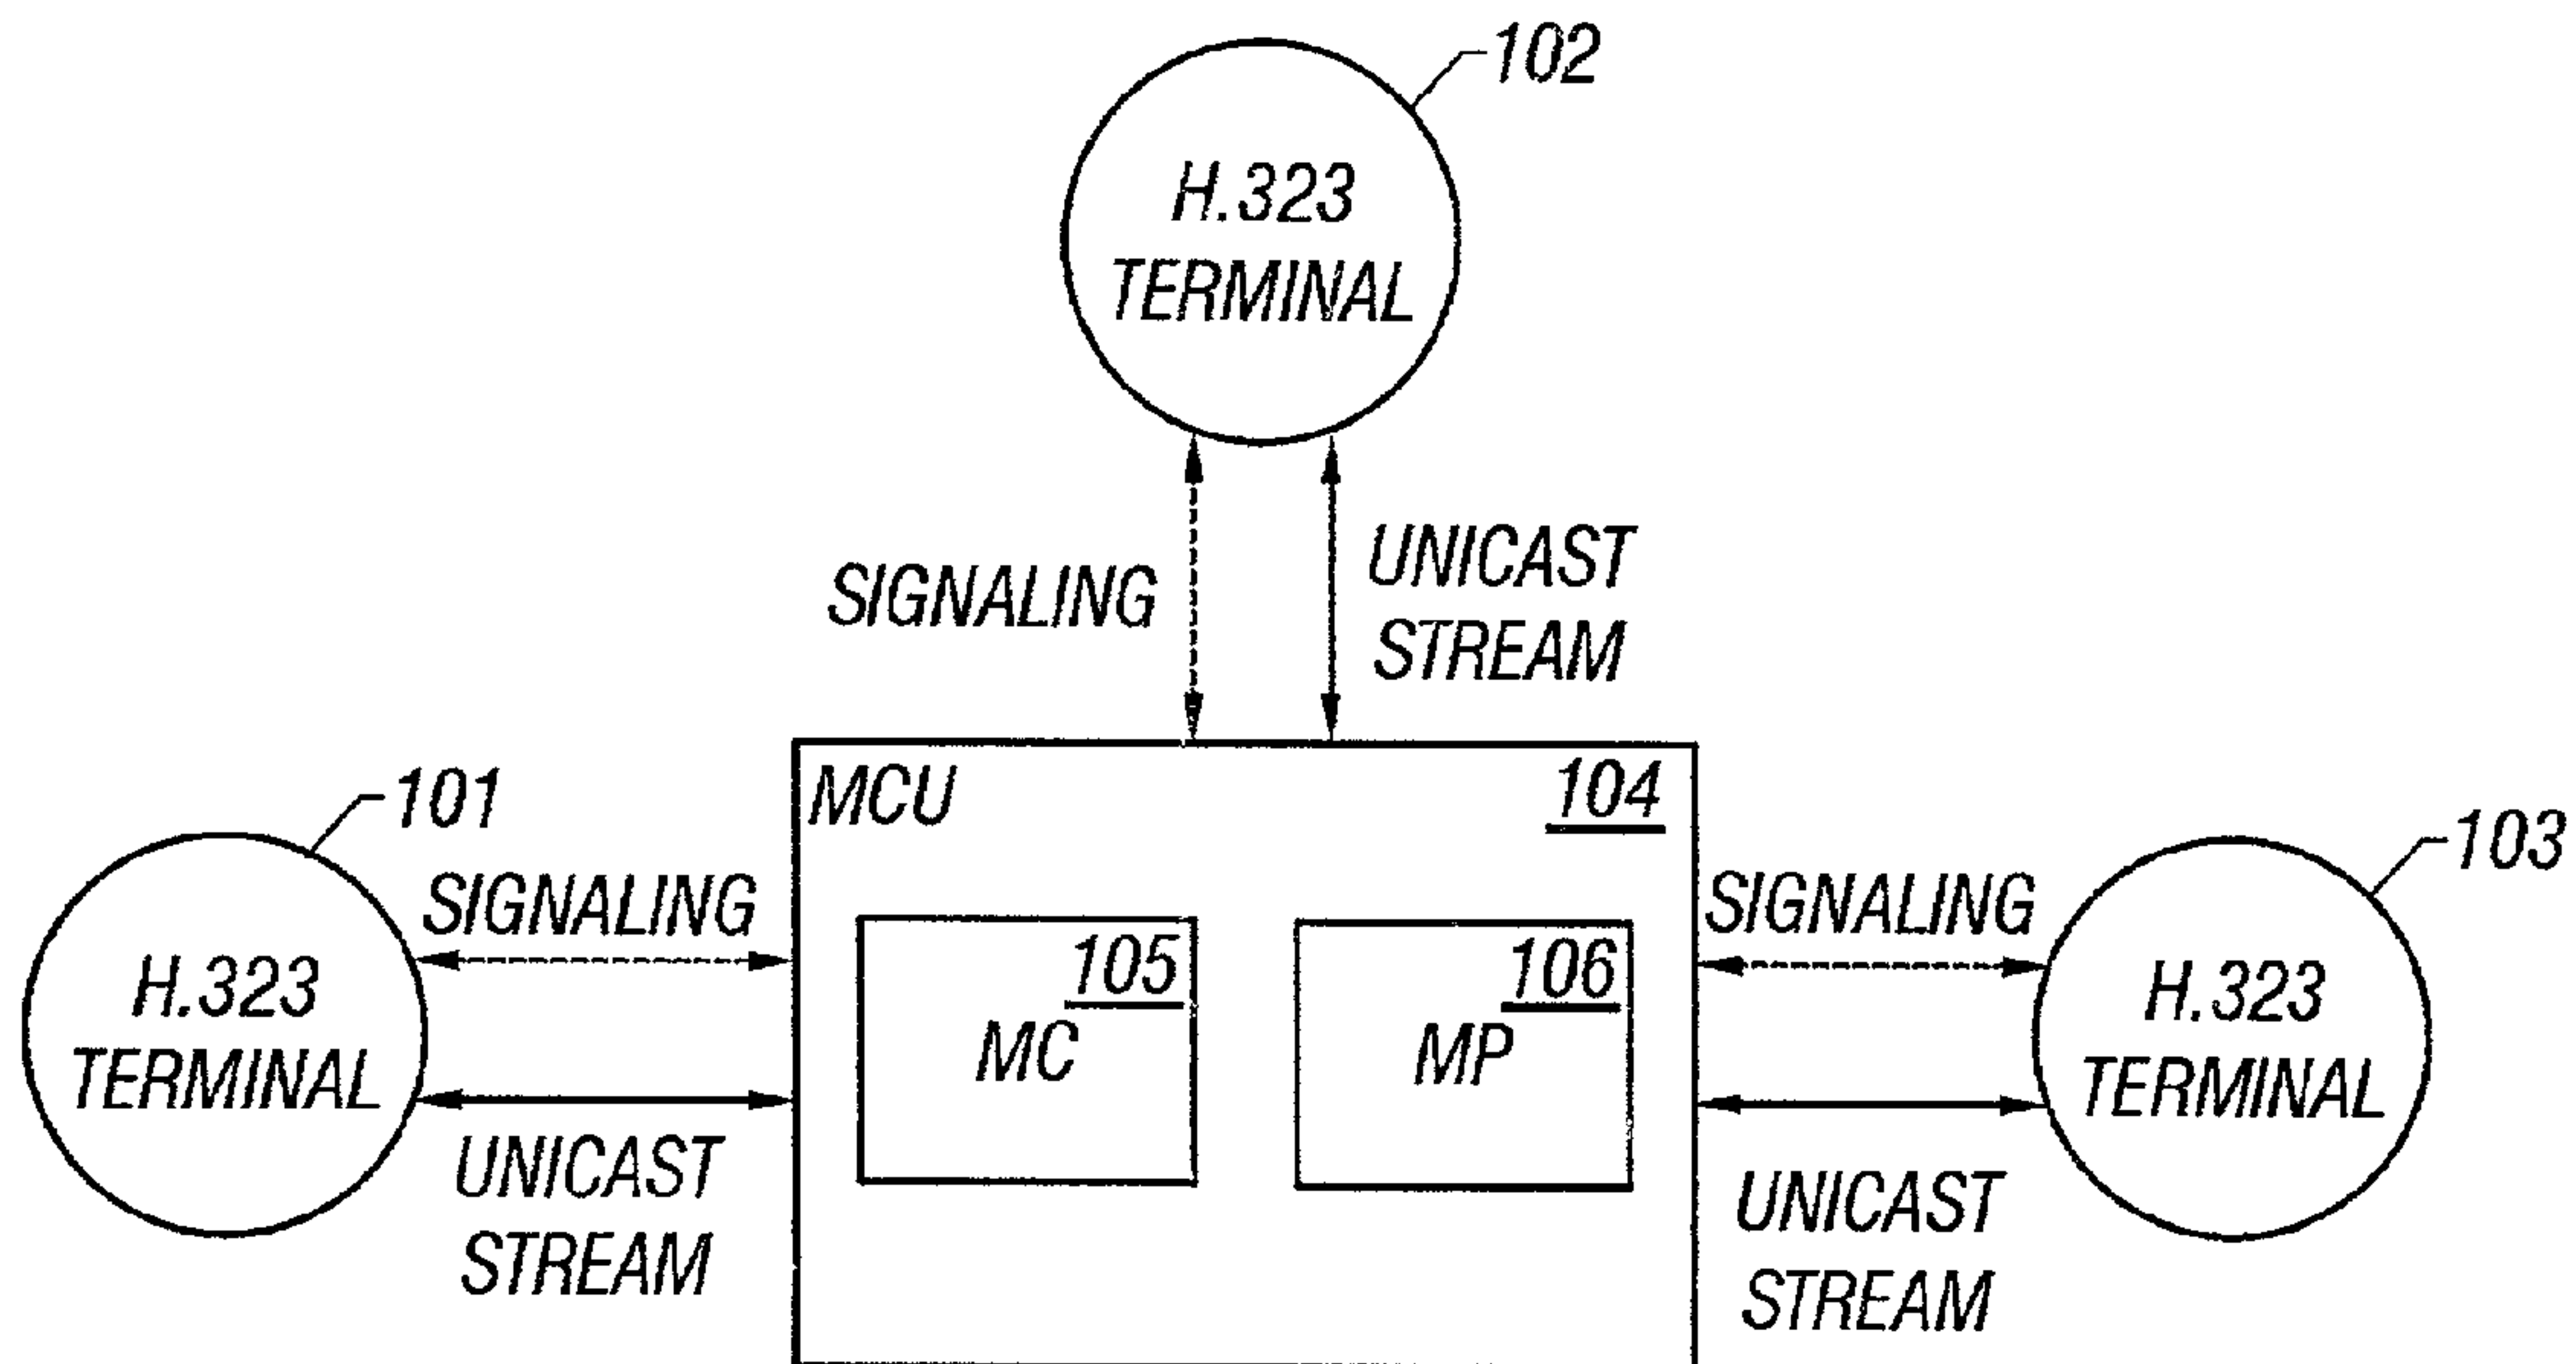 102
H.323
TERMINAL
SIGNALING
UNICAST
STREAM
101
H.323
TERMINAL
SIGNALING
UNICAST
STREAM
MCU
104
105
MC
106
MP
SIGNALING
UNICAST
STREAM
103
H.323
TERMINAL